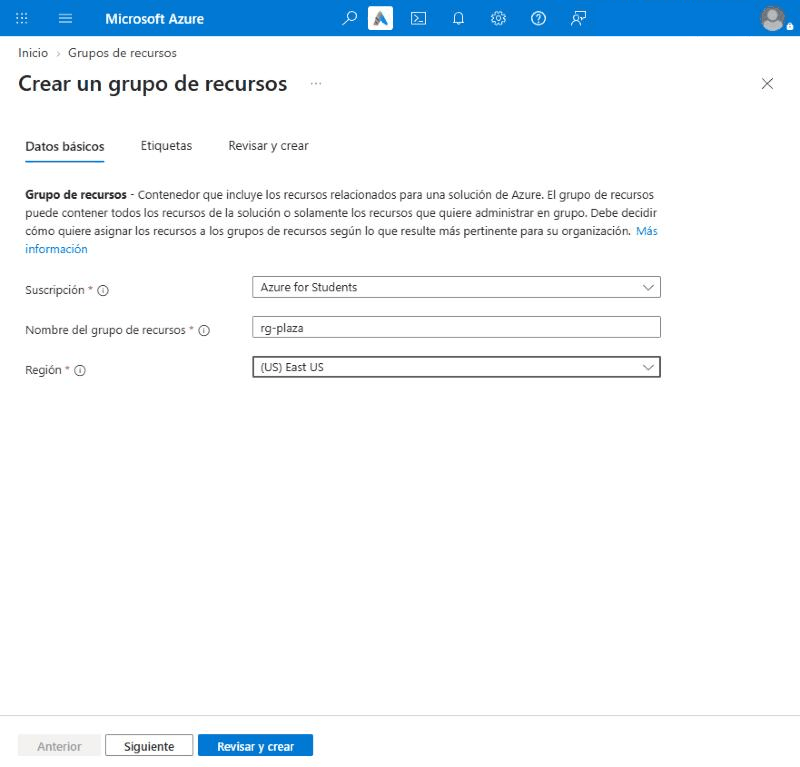 Microsoft Azure
Inicio > Grupos de recursos
Crear un grupo de recursos ...
Datos básicos Etiquetas Revisar y crear
Grupo de recursos - Contenedor que incluye los recursos relacionados para una solución de Azure. El grupo de recursos
puede contener todos los recursos de la solución o solamente los recursos que quiere administrar en grupo. Debe decidir
cómo quiere asignar los recursos a los grupos de recursos según lo que resulte más pertinente para su organización. Más
información
Suscripción * Azure for Students
Nombre del grupo de recursos * rg-plaza
Región * (US) East US
Anterior Siguiente Revisar y crear